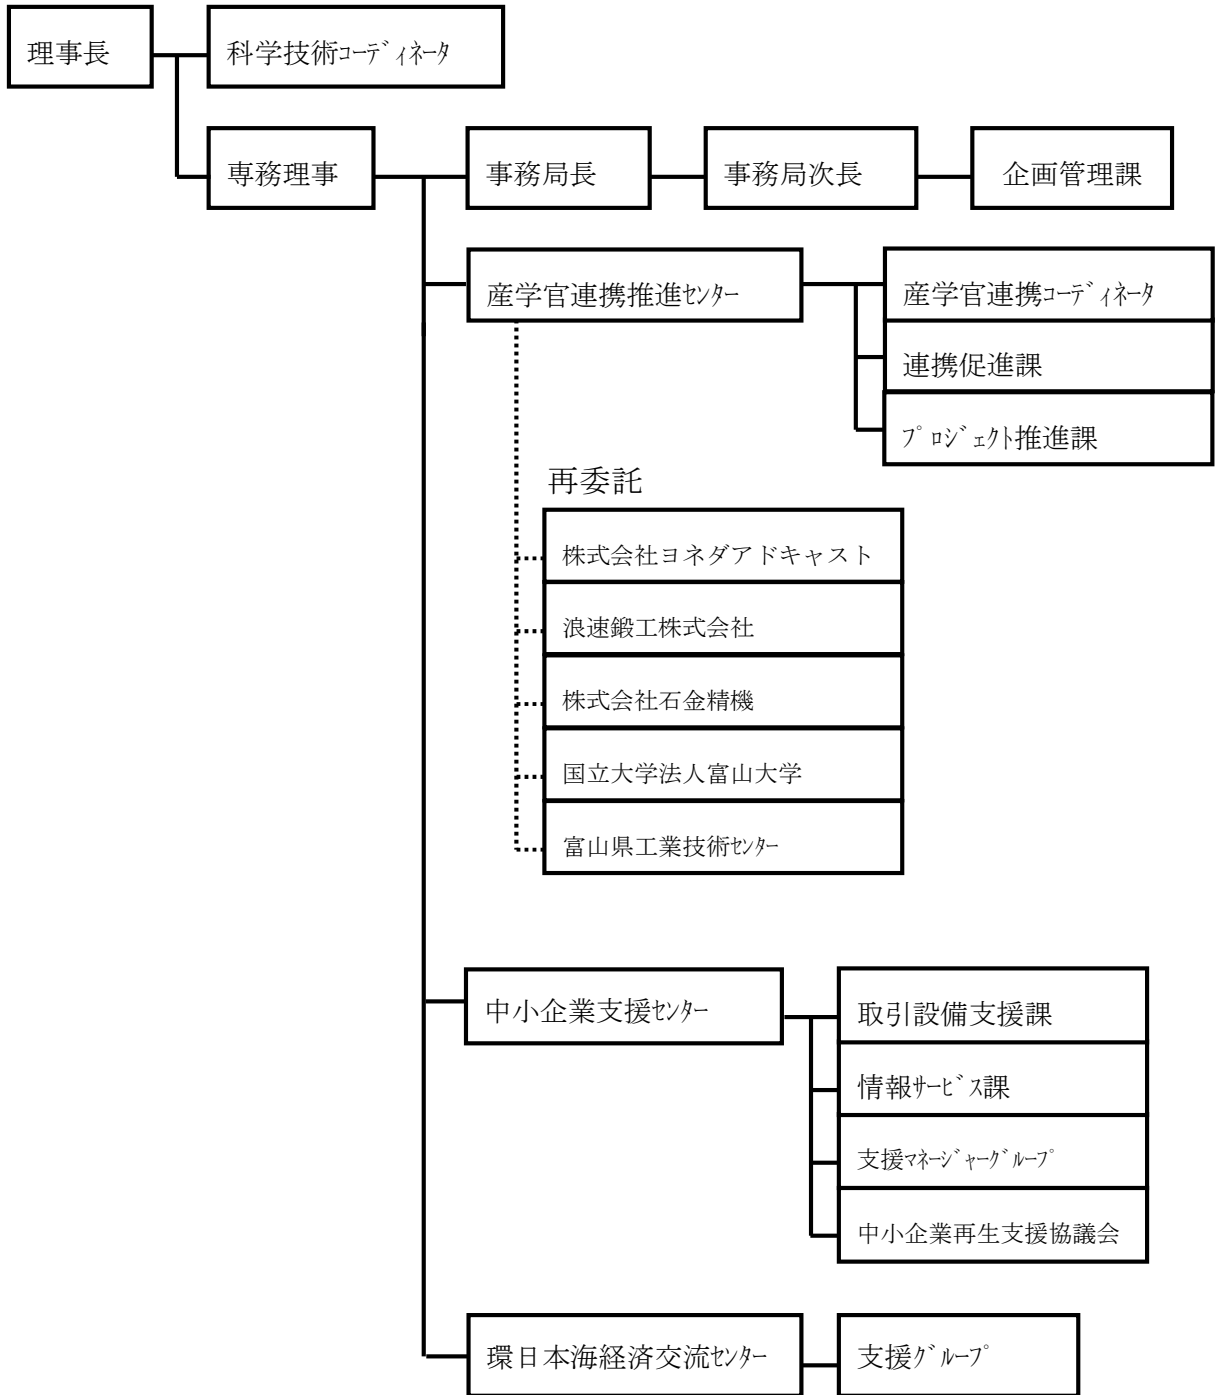 理事長
科学技術ｺｰﾃﾞｨﾈｰﾀ
専務理事
事務局長
事務局次長
企画管理課
産学官連携推進ｾﾝﾀｰ
産学官連携ｺｰﾃﾞｨﾈｰﾀ
連携促進課
ﾌﾟﾛｼﾞｪｸﾄ推進課
再委託
株式会社ヨネダアドキャスト
浪速鍛工株式会社
株式会社石金精機
国立大学法人富山大学
富山県工業技術ｾﾝﾀｰ
中小企業支援ｾﾝﾀｰ
取引設備支援課
情報ｻｰﾋﾞｽ課
支援ﾏﾈｰｼﾞｬｰｸﾞﾙｰﾌﾟ
中小企業再生支援協議会
環日本海経済交流ｾﾝﾀｰ
支援ｸﾞﾙｰﾌﾟ